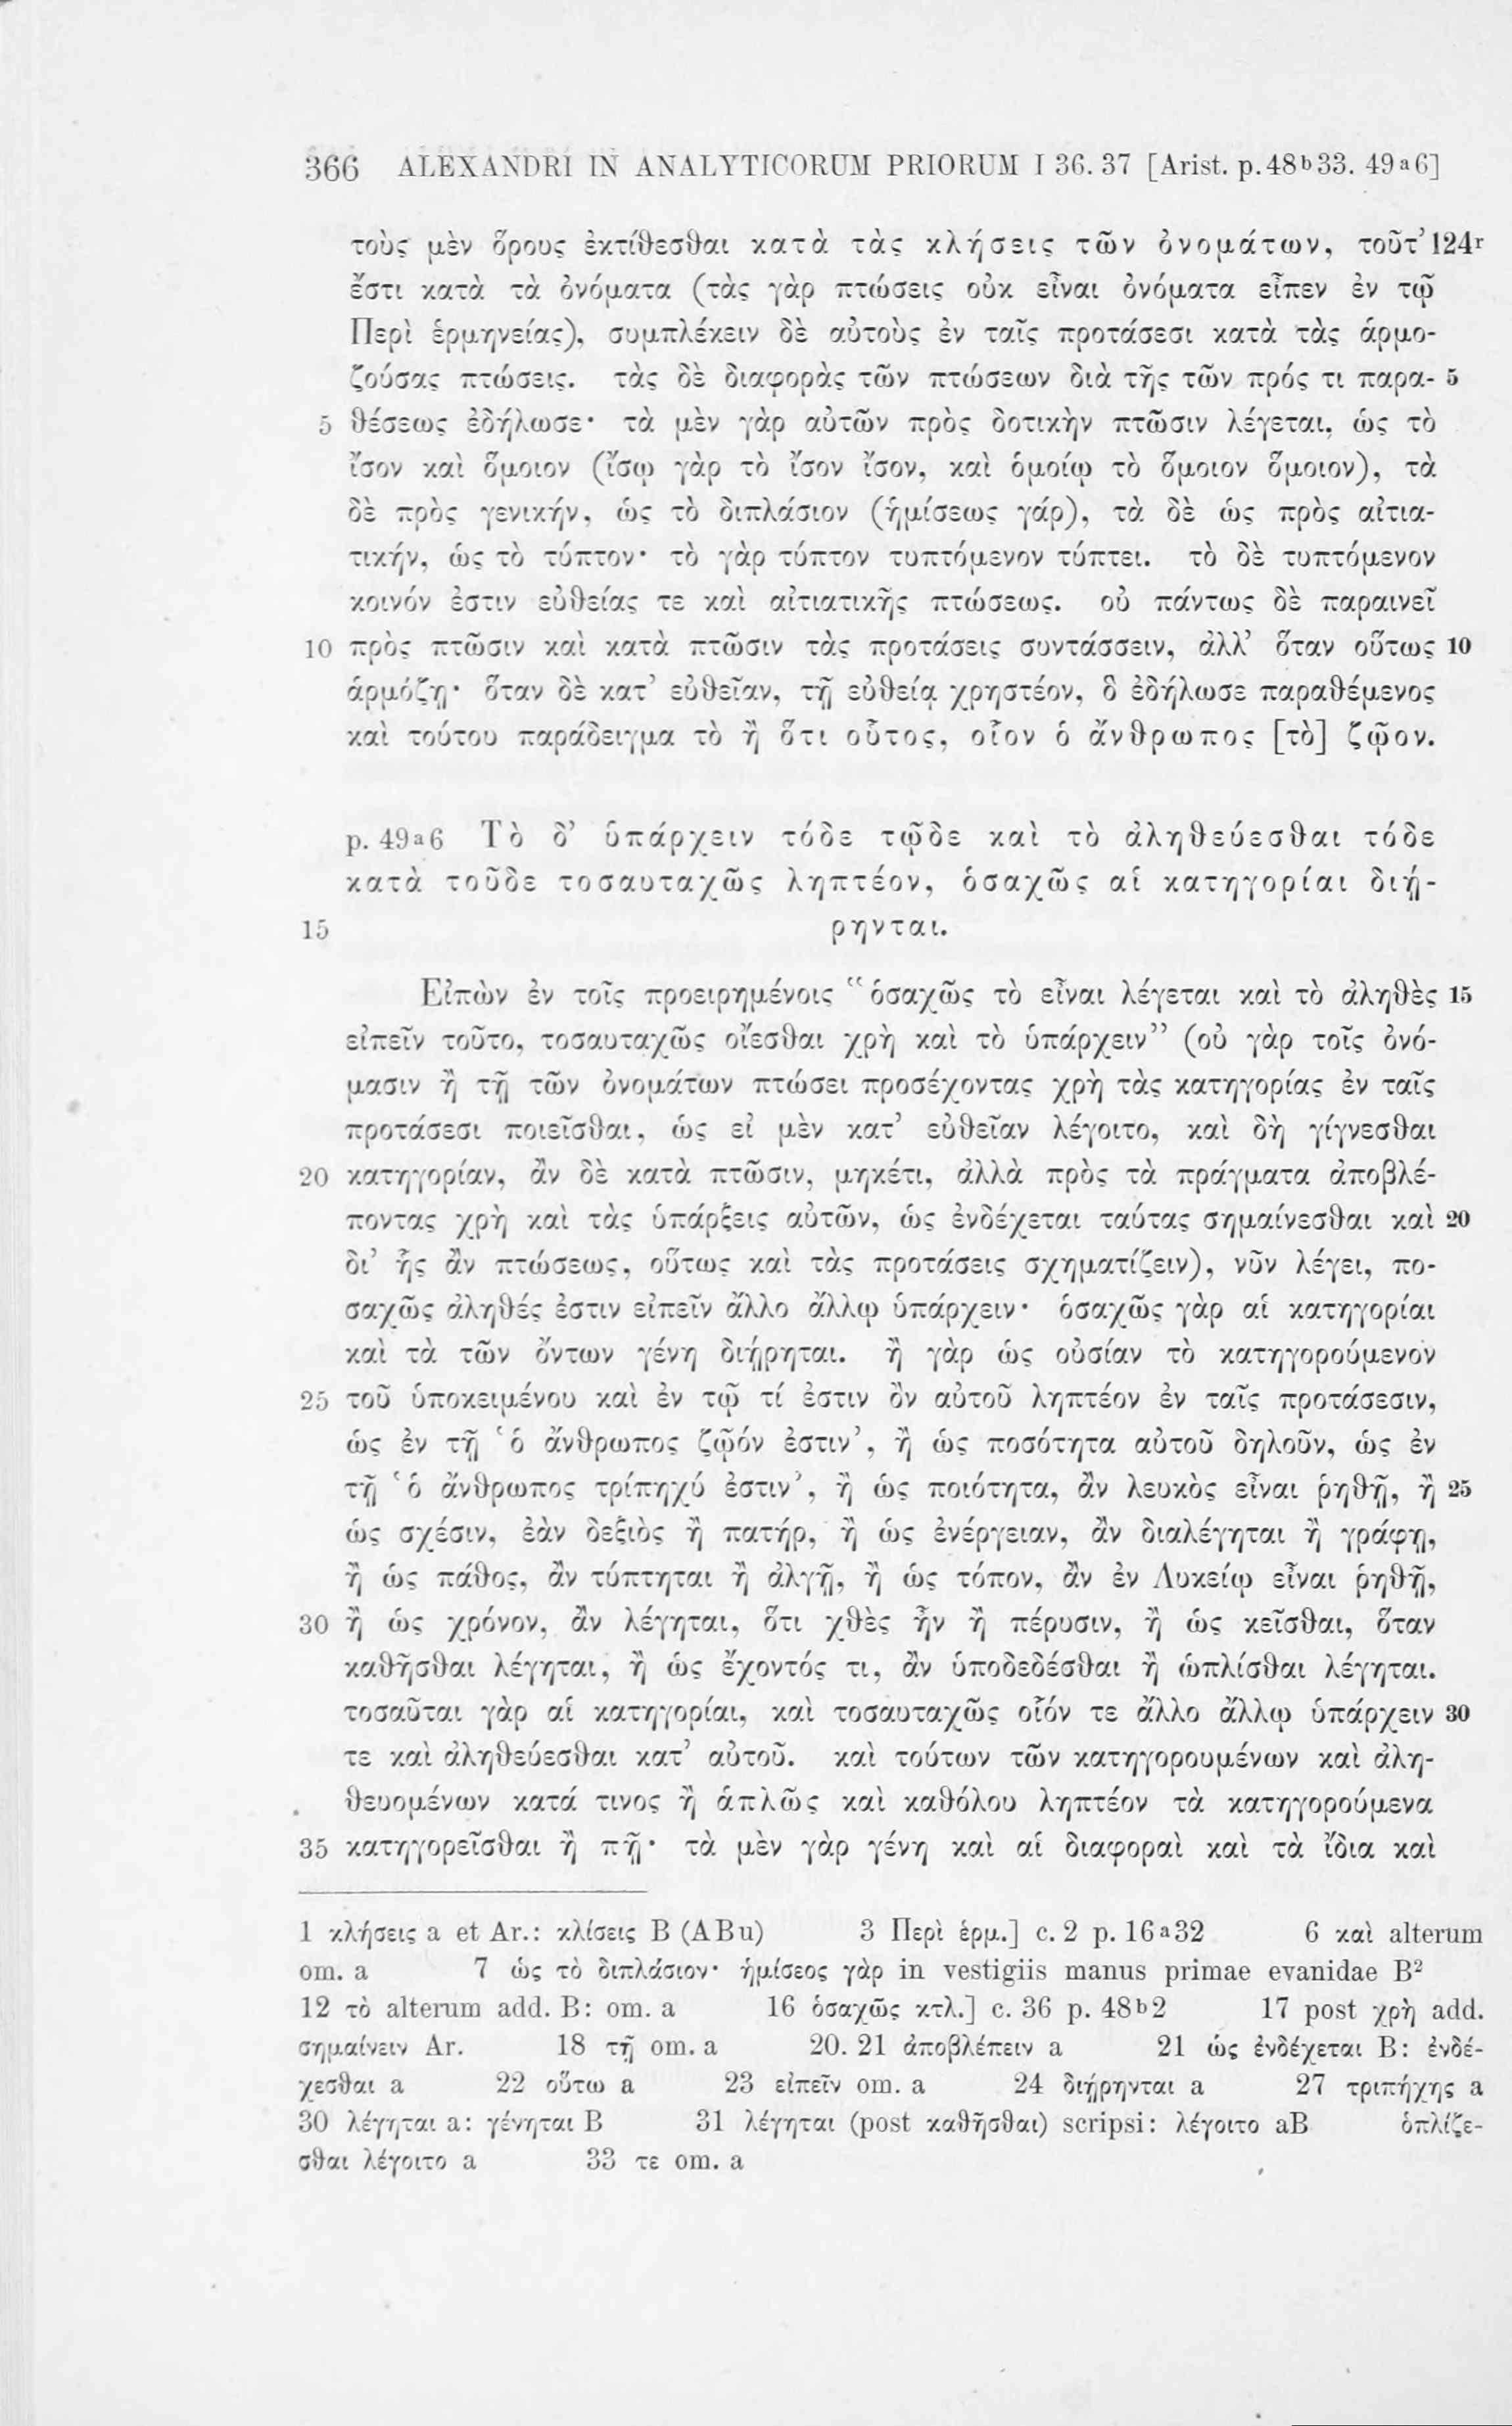 366 ALEXANDRI IN ANALYTICORUM PRIORUM I 36. 37 [Arist. p. 48b33. 49a6]
τοὺς μὲν ὅρους ἐκτίθεσθαι κατὰ τὰς κλήσεις τῶν ὀνομάτων, τοῦτ’ 124r
ἔστι κατὰ τὰ ὀνόματα (τὰς γὰρ πτώσεις οὐκ εἶναι ὀνόματα εἶπεν ἐν τῷ
Περὶ ἑρμηνείας), συμπλέκειν δὲ αὐτοὺς ἐν ταῖς προτάσεσι κατὰ τὰς ἁρμο-
ζούσας πτώσεις. τὰς δὲ διαφορὰς τῶν πτώσεων διὰ τῆς τῶν πρός τι παρα- 5
5 θέσεως ἐδήλωσε· τὰ μὲν γὰρ αὐτῶν πρὸς δοτικὴν πτῶσιν λέγεται, ὡς τὸ
ἴσον καὶ ὅμοιον (ἴσῳ γὰρ τὸ ἴσον ἴσον, καὶ ὁμοίῳ τὸ ὅμοιον ὅμοιον), τὰ
δὲ πρὸς γενικήν, ὡς τὸ διπλάσιον (ἡμίσεως γάρ), τὰ δὲ ὡς πρὸς αἰτια-
τικήν, ὡς τὸ τύπτον· τὸ γὰρ τύπτον τυπτόμενον τύπτει. τὸ δὲ τυπτόμενον
κοινόν ἐστιν εὐθείας τε καὶ αἰτιατικῆς πτώσεως. οὐ πάντως δὲ παραινεῖ
10 πρὸς πτῶσιν καὶ κατὰ πτῶσιν τὰς προτάσεις συντάσσειν, ἀλλ’ ὅταν οὕτως 10
ἁρμόζῃ· ὅταν δὲ κατ’ εὐθεῖαν, τῇ εὐθείᾳ χρηστέον, ὃ ἐδήλωσε παραθέμενος
καὶ τούτου παράδειγμα τὸ ἢ ὅτι οὗτος, οἷον ὁ ἄνθρωπος [τὸ] ζῷον.
p. 49a6 Τὸ δ’ ὑπάρχειν τόδε τῷδε καὶ τὸ ἀληθεύεσθαι τόδε
κατὰ τοῦδε τοσαυταχῶς ληπτέον, ὁσαχῶς αἱ κατηγορίαι διῄ-
15 ρηνται.
Εἰπὼν ἐν τοῖς προειρημένοις “ὁσαχῶς τὸ εἶναι λέγεται καὶ τὸ ἀληθὲς 15
εἰπεῖν τοῦτο, τοσαυταχῶς οἴεσθαι χρὴ καὶ τὸ ὑπάρχειν” (οὐ γὰρ τοῖς ὀνό-
μασιν ἢ τῇ τῶν ὀνομάτων πτώσει προσέχοντας χρὴ τὰς κατηγορίας ἐν ταῖς
προτάσεσι ποιεῖσθαι, ὡς εἰ μὲν κατ’ εὐθεῖαν λέγοιτο, καὶ δὴ γίγνεσθαι
20 κατηγορίαν, ἂν δὲ κατὰ πτῶσιν, μηκέτι, ἀλλὰ πρὸς τὰ πράγματα ἀποβλέ-
ποντας χρὴ καὶ τὰς ὑπάρξεις αὐτῶν, ὡς ἐνδέχεται ταύτας σημαίνεσθαι καὶ 20
δι’ ἧς ἂν πτώσεως, οὕτως καὶ τὰς προτάσεις σχηματίζειν), νῦν λέγει, πο-
σαχῶς ἀληθές ἐστιν εἰπεῖν ἄλλο ἄλλῳ ὑπάρχειν· ὁσαχῶς γὰρ αἱ κατηγορίαι
καὶ τὰ τῶν ὄντων γένη διῄρηται. ἢ γὰρ ὡς οὐσίαν τὸ κατηγορούμενον
25 τοῦ ὑποκειμένου καὶ ἐν τῷ τί ἐστιν ὂν αὐτοῦ ληπτέον ἐν ταῖς προτάσεσιν,
ὡς ἐν τῇ ‘ὁ ἄνθρωπος ζῷόν ἐστιν’, ἢ ὡς ποσότητα αὐτοῦ δηλοῦν, ὡς ἐν
τῇ ‘ὁ ἄνθρωπος τρίπηχύ ἐστιν’, ἢ ὡς ποιότητα, ἂν λευκὸς εἶναι ῥηθῇ, ἢ 25
ὡς σχέσιν, ἐὰν δεξιὸς ἢ πατήρ, ἢ ὡς ἐνέργειαν, ἂν διαλέγηται ἢ γράφῃ,
ἢ ὡς πάθος, ἂν τύπτηται ἢ ἀλγῇ, ἢ ὡς τόπον, ἂν ἐν Λυκείῳ εἶναι ῥηθῇ,
30 ἢ ὡς χρόνον, ἂν λέγηται, ὅτι χθὲς ἦν ἢ πέρυσιν, ἢ ὡς κεῖσθαι, ὅταν
καθῆσθαι λέγηται, ἢ ὡς ἔχοντός τι, ἂν ὑποδεδέσθαι ἢ ὡπλίσθαι λέγηται.
τοσαῦται γὰρ αἱ κατηγορίαι, καὶ τοσαυταχῶς οἷόν τε ἄλλο ἄλλῳ ὑπάρχειν 30
τε καὶ ἀληθεύεσθαι κατ’ αὐτοῦ. καὶ τούτων τῶν κατηγορουμένων καὶ ἀλη-
θευομένων κατά τινος ἢ ἁπλῶς καὶ καθόλου ληπτέον τὰ κατηγορούμενα
35 κατηγορεῖσθαι ἢ πῇ· τὰ μὲν γὰρ γένη καὶ αἱ διαφοραὶ καὶ τὰ ἴδια καὶ
1 κλήσεις a et Ar.: κλίσεις B (ABu) 3 Περὶ ἑρμ.] c. 2 p. 16a32 6 καὶ alterum
om. a 7 ὡς τὸ διπλάσιον· ἡμίσεος γὰρ in vestigiis manus primae evanidae B²
12 τὸ alterum add. B: om. a 16 ὁσαχῶς κτλ.] c. 36 p. 48b2 17 post χρὴ add.
σημαίνειν Ar. 18 τῇ om. a 20. 21 ἀποβλέπειν a 21 ὡς ἐνδέχεται B: ἐνδέ-
χεσθαι a 22 οὕτω a 23 εἰπεῖν om. a 24 διῄρηνται a 27 τριπήχης a
30 λέγηται a: γένηται B 31 λέγηται (post καθῆσθαι) scripsi: λέγοιτο aB ὁπλίζε-
σθαι λέγοιτο a 33 τε om. a